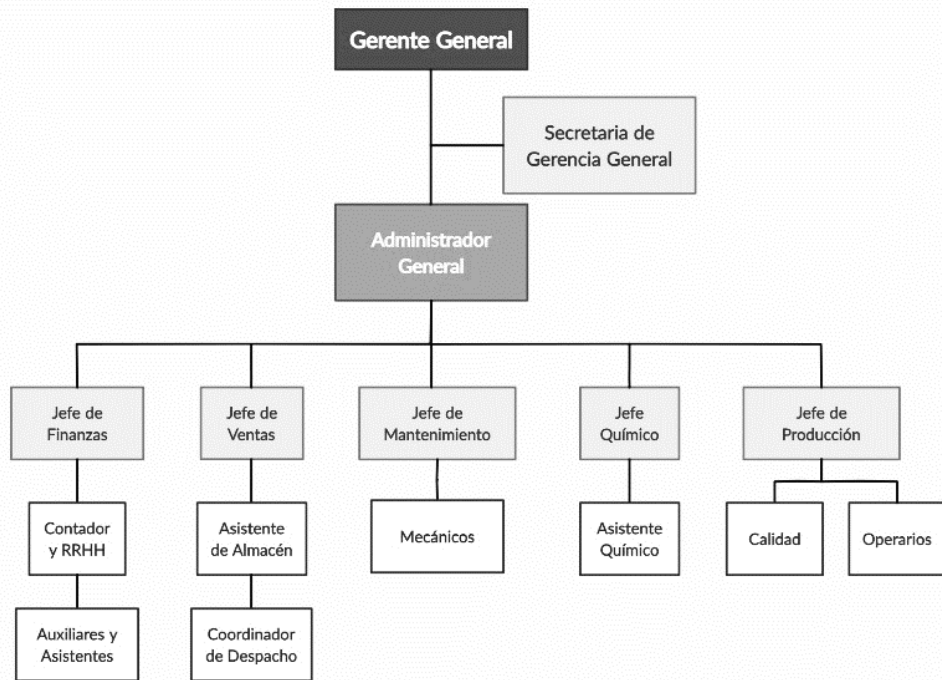 Gerente General
Secretaria de
Gerencia General
Administrador
General
Jefe de
Finanzas
Jefe de
Ventas
Jefe de
Mantenimiento
Jefe
Químico
Jefe de
Producción
Contador
y RRHH
Asistente
de Almacén
Mecánicos
Asistente
Químico
Calidad
Operarios
Auxiliares y
Asistentes
Coordinador
de Despacho